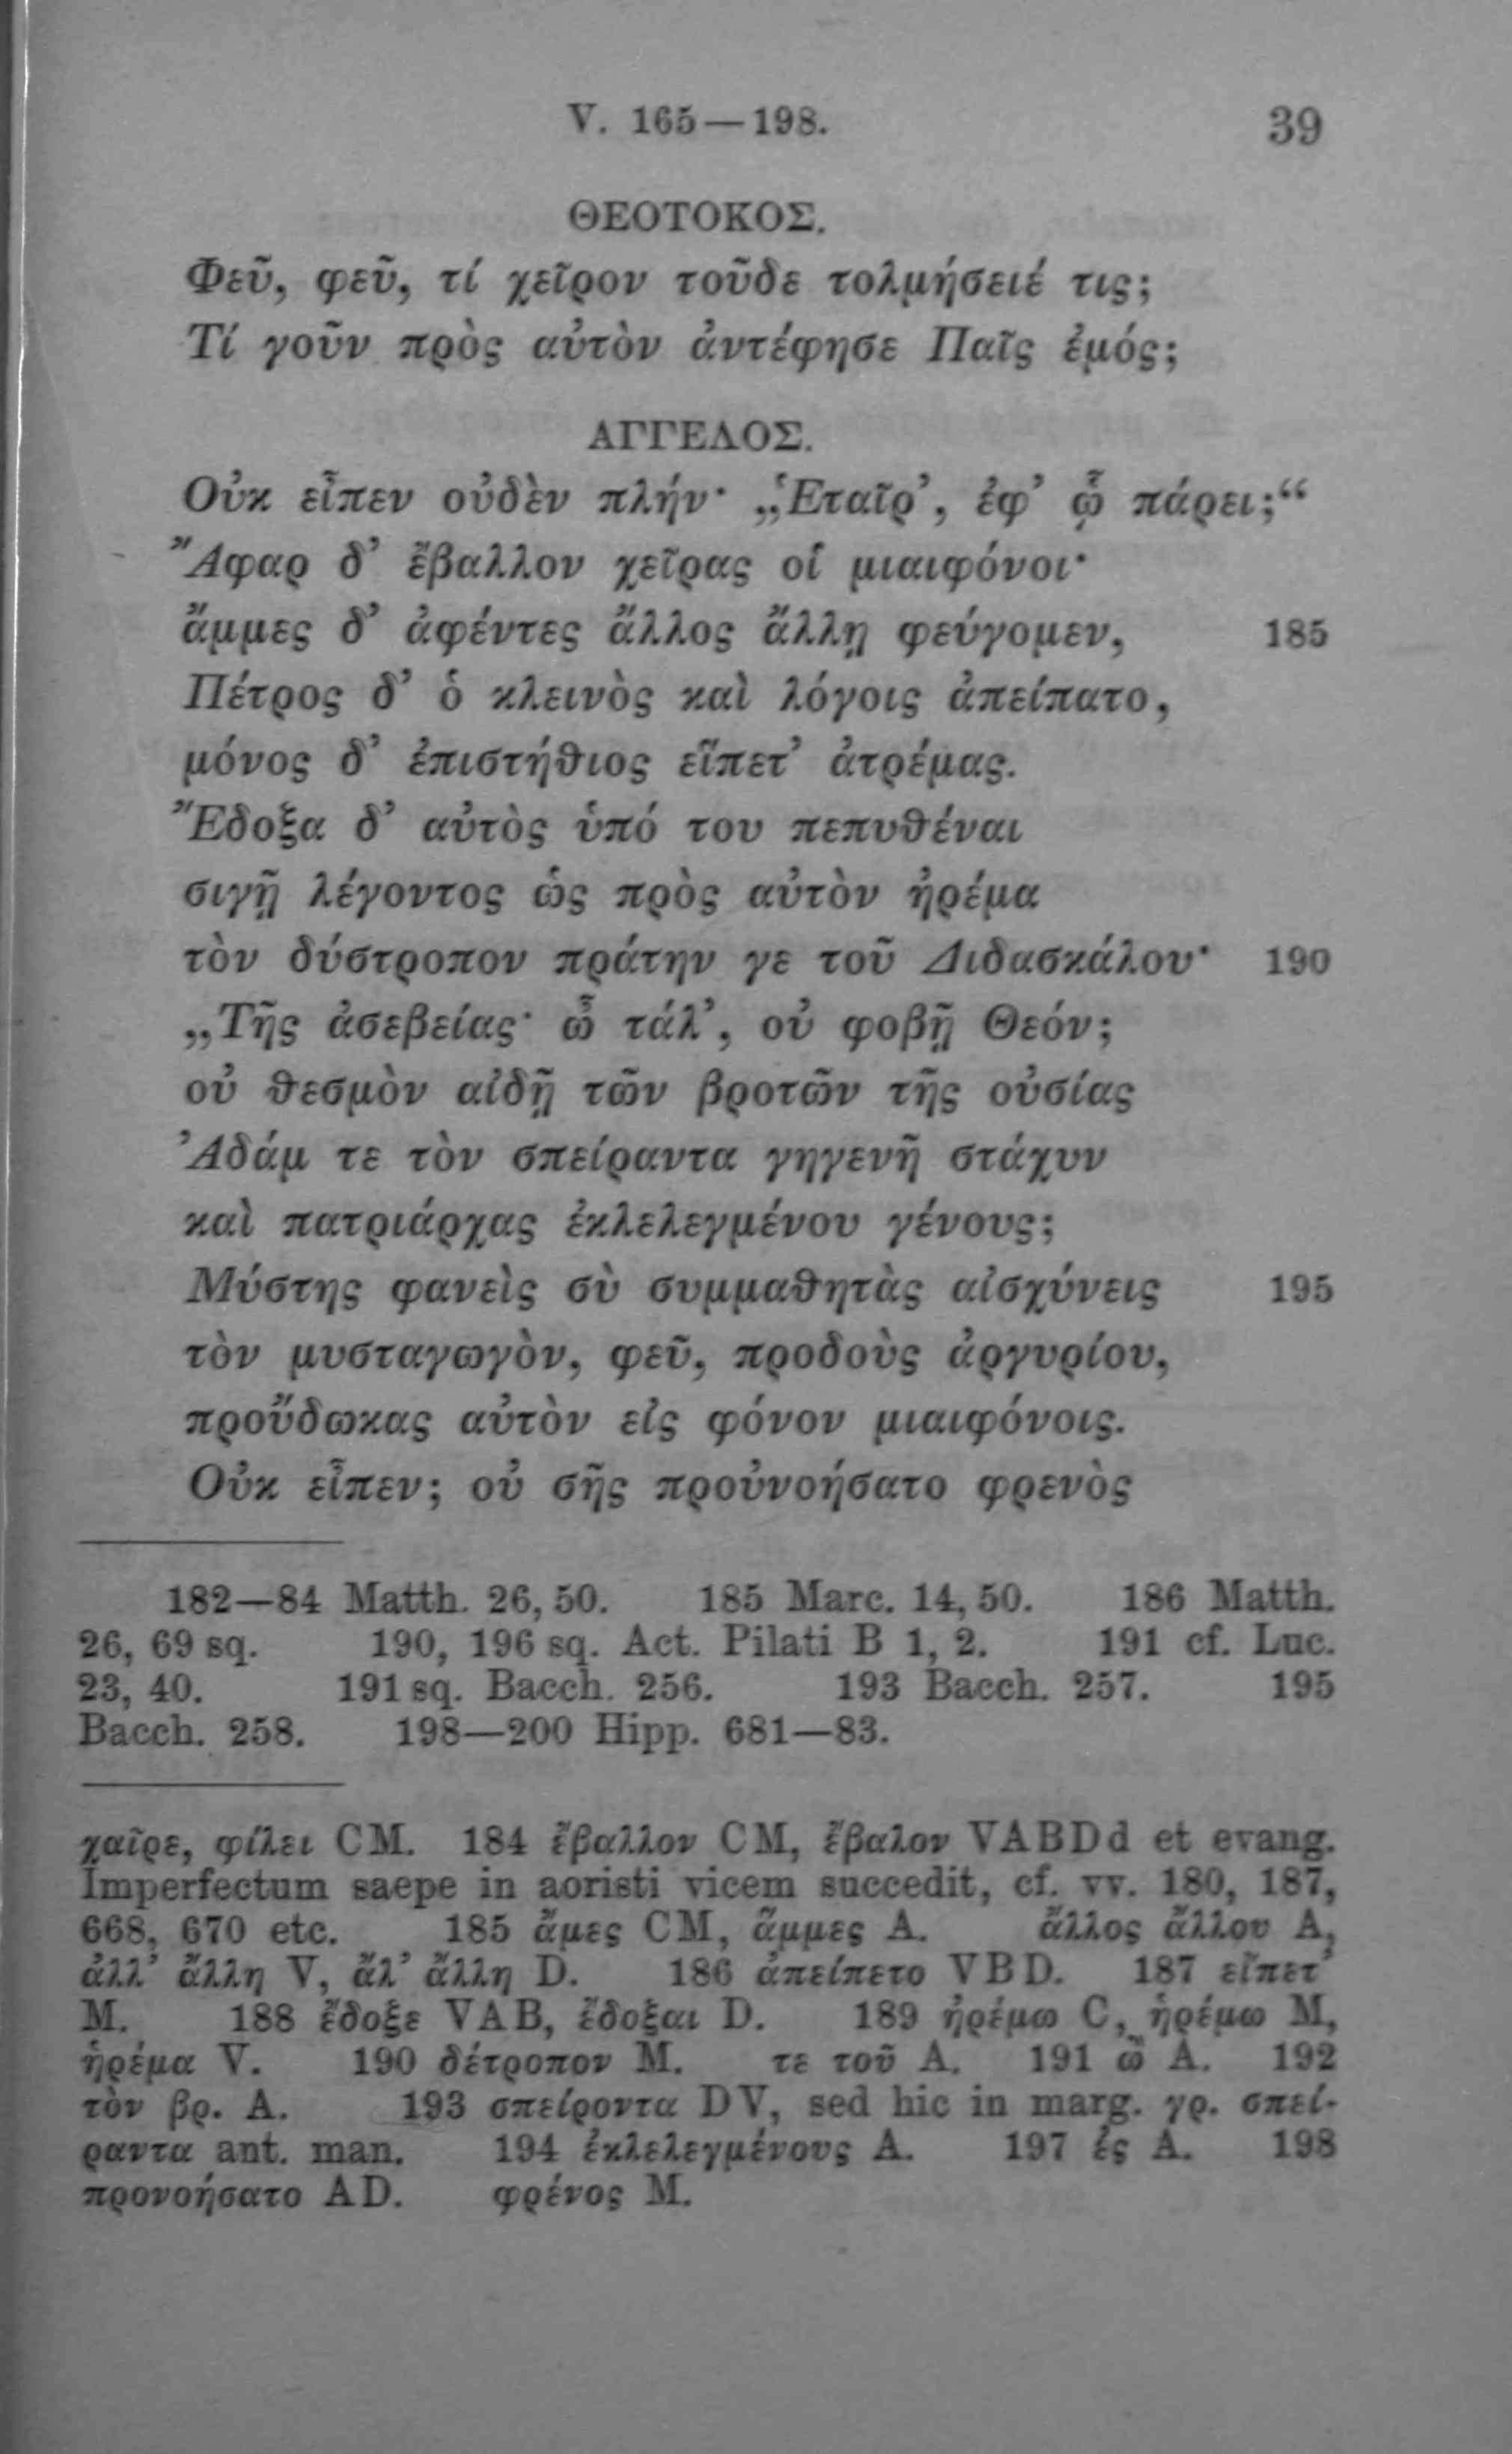 V. 165—198.
39
ΘΕΟΤΟΚΟΣ.
Φεῦ, φεῦ, τί χεῖρον τοῦδε τολμήσειέ τις;
Τί γοῦν πρὸς αὐτὸν ἀντέφησε Παῖς ἐμός;
ΑΓΓΕΛΟΣ.
Οὐκ εἶπεν οὐδὲν πλήν· „Ἑταῖρ’, ἐφ’ ᾧ πάρει;“
Ἄφαρ δ’ ἔβαλλον χεῖρας οἱ μιαιφόνοι·
ἄμμες δ’ ἀφέντες ἄλλος ἄλλῃ φεύγομεν, 185
Πέτρος δ’ ὁ κλεινὸς καὶ λόγοις ἀπείπατο,
μόνος δ’ ἐπιστήθιος εἵπετ’ ἀτρέμας.
Ἔδοξα δ’ αὐτὸς ὑπό του πεπυθέναι
σιγῇ λέγοντος ὡς πρὸς αὐτὸν ἠρέμα
τὸν δύστροπον πράτην γε τοῦ Διδασκάλου· 190
„Τῆς ἀσεβείας· ὦ τάλ’, οὐ φοβῇ Θεόν;
οὐ θεσμὸν αἰδῇ τῶν βροτῶν τῆς οὐσίας
Ἀδάμ τε τὸν σπείραντα γηγενῆ στάχυν
καὶ πατριάρχας ἐκλελεγμένου γένους;
Μύστης φανεὶς σὺ συμμαθητὰς αἰσχύνεις 195
τὸν μυσταγωγὸν, φεῦ, προδοὺς ἀργυρίου,
προὔδωκας αὐτὸν εἰς φόνον μιαιφόνοις.
Οὐκ εἶπεν; οὐ σῆς προὐνοήσατο φρενὸς
182—84 Matth. 26, 50. 185 Marc. 14, 50. 186 Matth.
26, 69 sq. 190, 196 sq. Act. Pilati B 1, 2. 191 cf. Luc.
23, 40. 191 sq. Bacch. 256. 193 Bacch. 257. 195
Bacch. 258. 198—200 Hipp. 681—83.
χαῖρε, φίλει CM. 184 ἔβαλλον CM, ἔβαλον VABDd et evang.
Imperfectum saepe in aoristi vicem succedit, cf. vv. 180, 187,
668, 670 etc. 185 ἄμες CM, ἅμμες A. ἄλλος ἄλλου A,
ἀλλ’ ἄλλη V, ἄλ’ ἄλλη D. 186 ἀπείπετο VBD. 187 εἴπετ’
M. 188 ἔδοξε VAB, ἔδοξαι D. 189 ἠρέμω C, ἡρέμω M,
ἡρέμα V. 190 δέτροπον M. τε τοῦ A. 191 ὢ A. 192
τὸν βρ. A. 193 σπείροντα DV, sed hic in marg. γρ. σπεί-
ραντα ant. man. 194 ἐκλελεγμένους A. 197 ἐς A. 198
προνοήσατο AD. φρένος M.